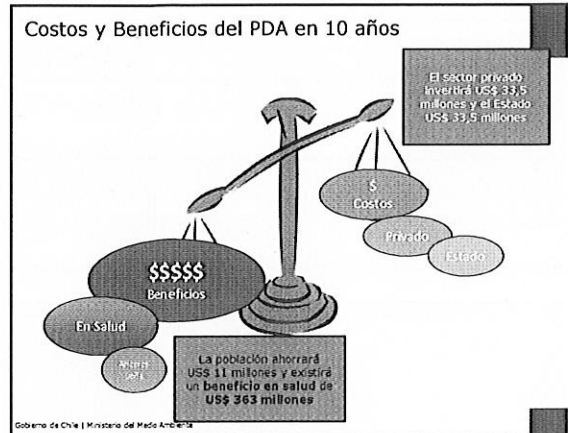 Costos y Beneficios del PDA en 10 años
El sector privado
invertirá US$ 33,5
millones y el Estado
US$ 33,5 millones
$
Costos
Privado
Estado
$$$$$
Beneficios
En Salud
La población ahorrará
US$ 11 millones y existirá
un beneficio en salud de
US$ 363 millones
Gobierno de Chile | Ministerio del Medio Ambiente